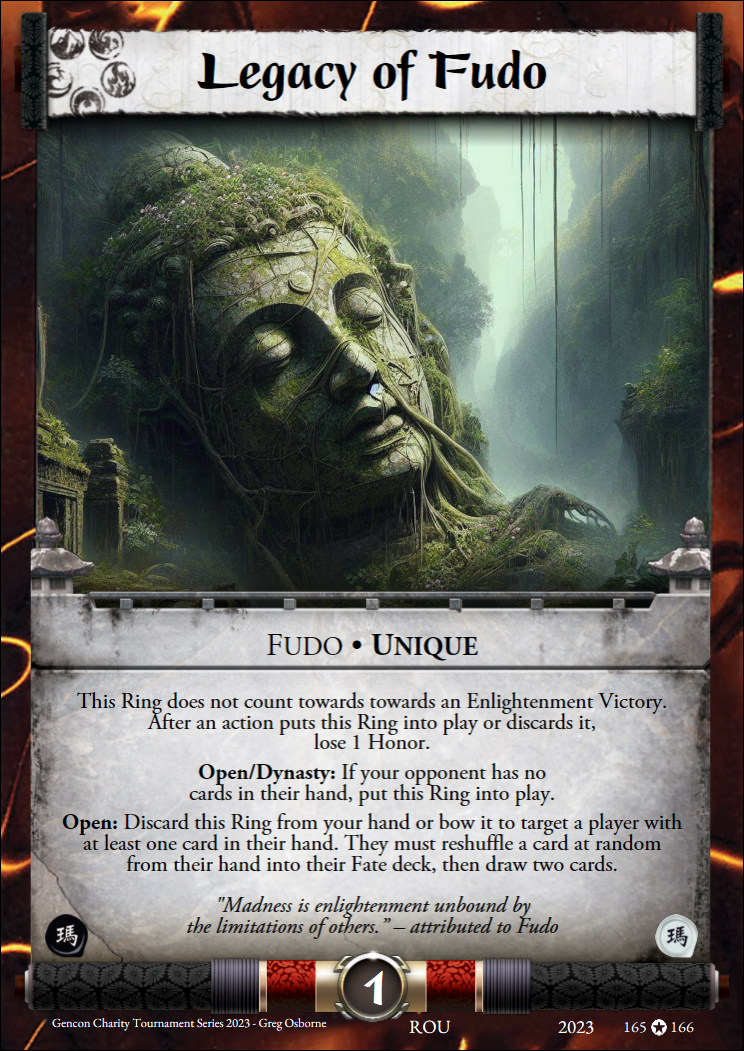 Legacy of Fudo
Fudo • Unique
This Ring does not count towards towards an Enlightenment Victory.
After an action puts this Ring into play or discards it,
lose 1 Honor.
Open/Dynasty: If your opponent has no
cards in their hand, put this Ring into play.
Open: Discard this Ring from your hand or bow it to target a player with
at least one card in their hand. They must reshuffle a card at random
from their hand into their Fate deck, then draw two cards.
"Madness is enlightenment unbound by
the limitations of others.” – attributed to Fudo
瑪 瑪
1
Gencon Charity Tournament Series 2023 - Greg Osborne ROU 2023 165 ✪ 166